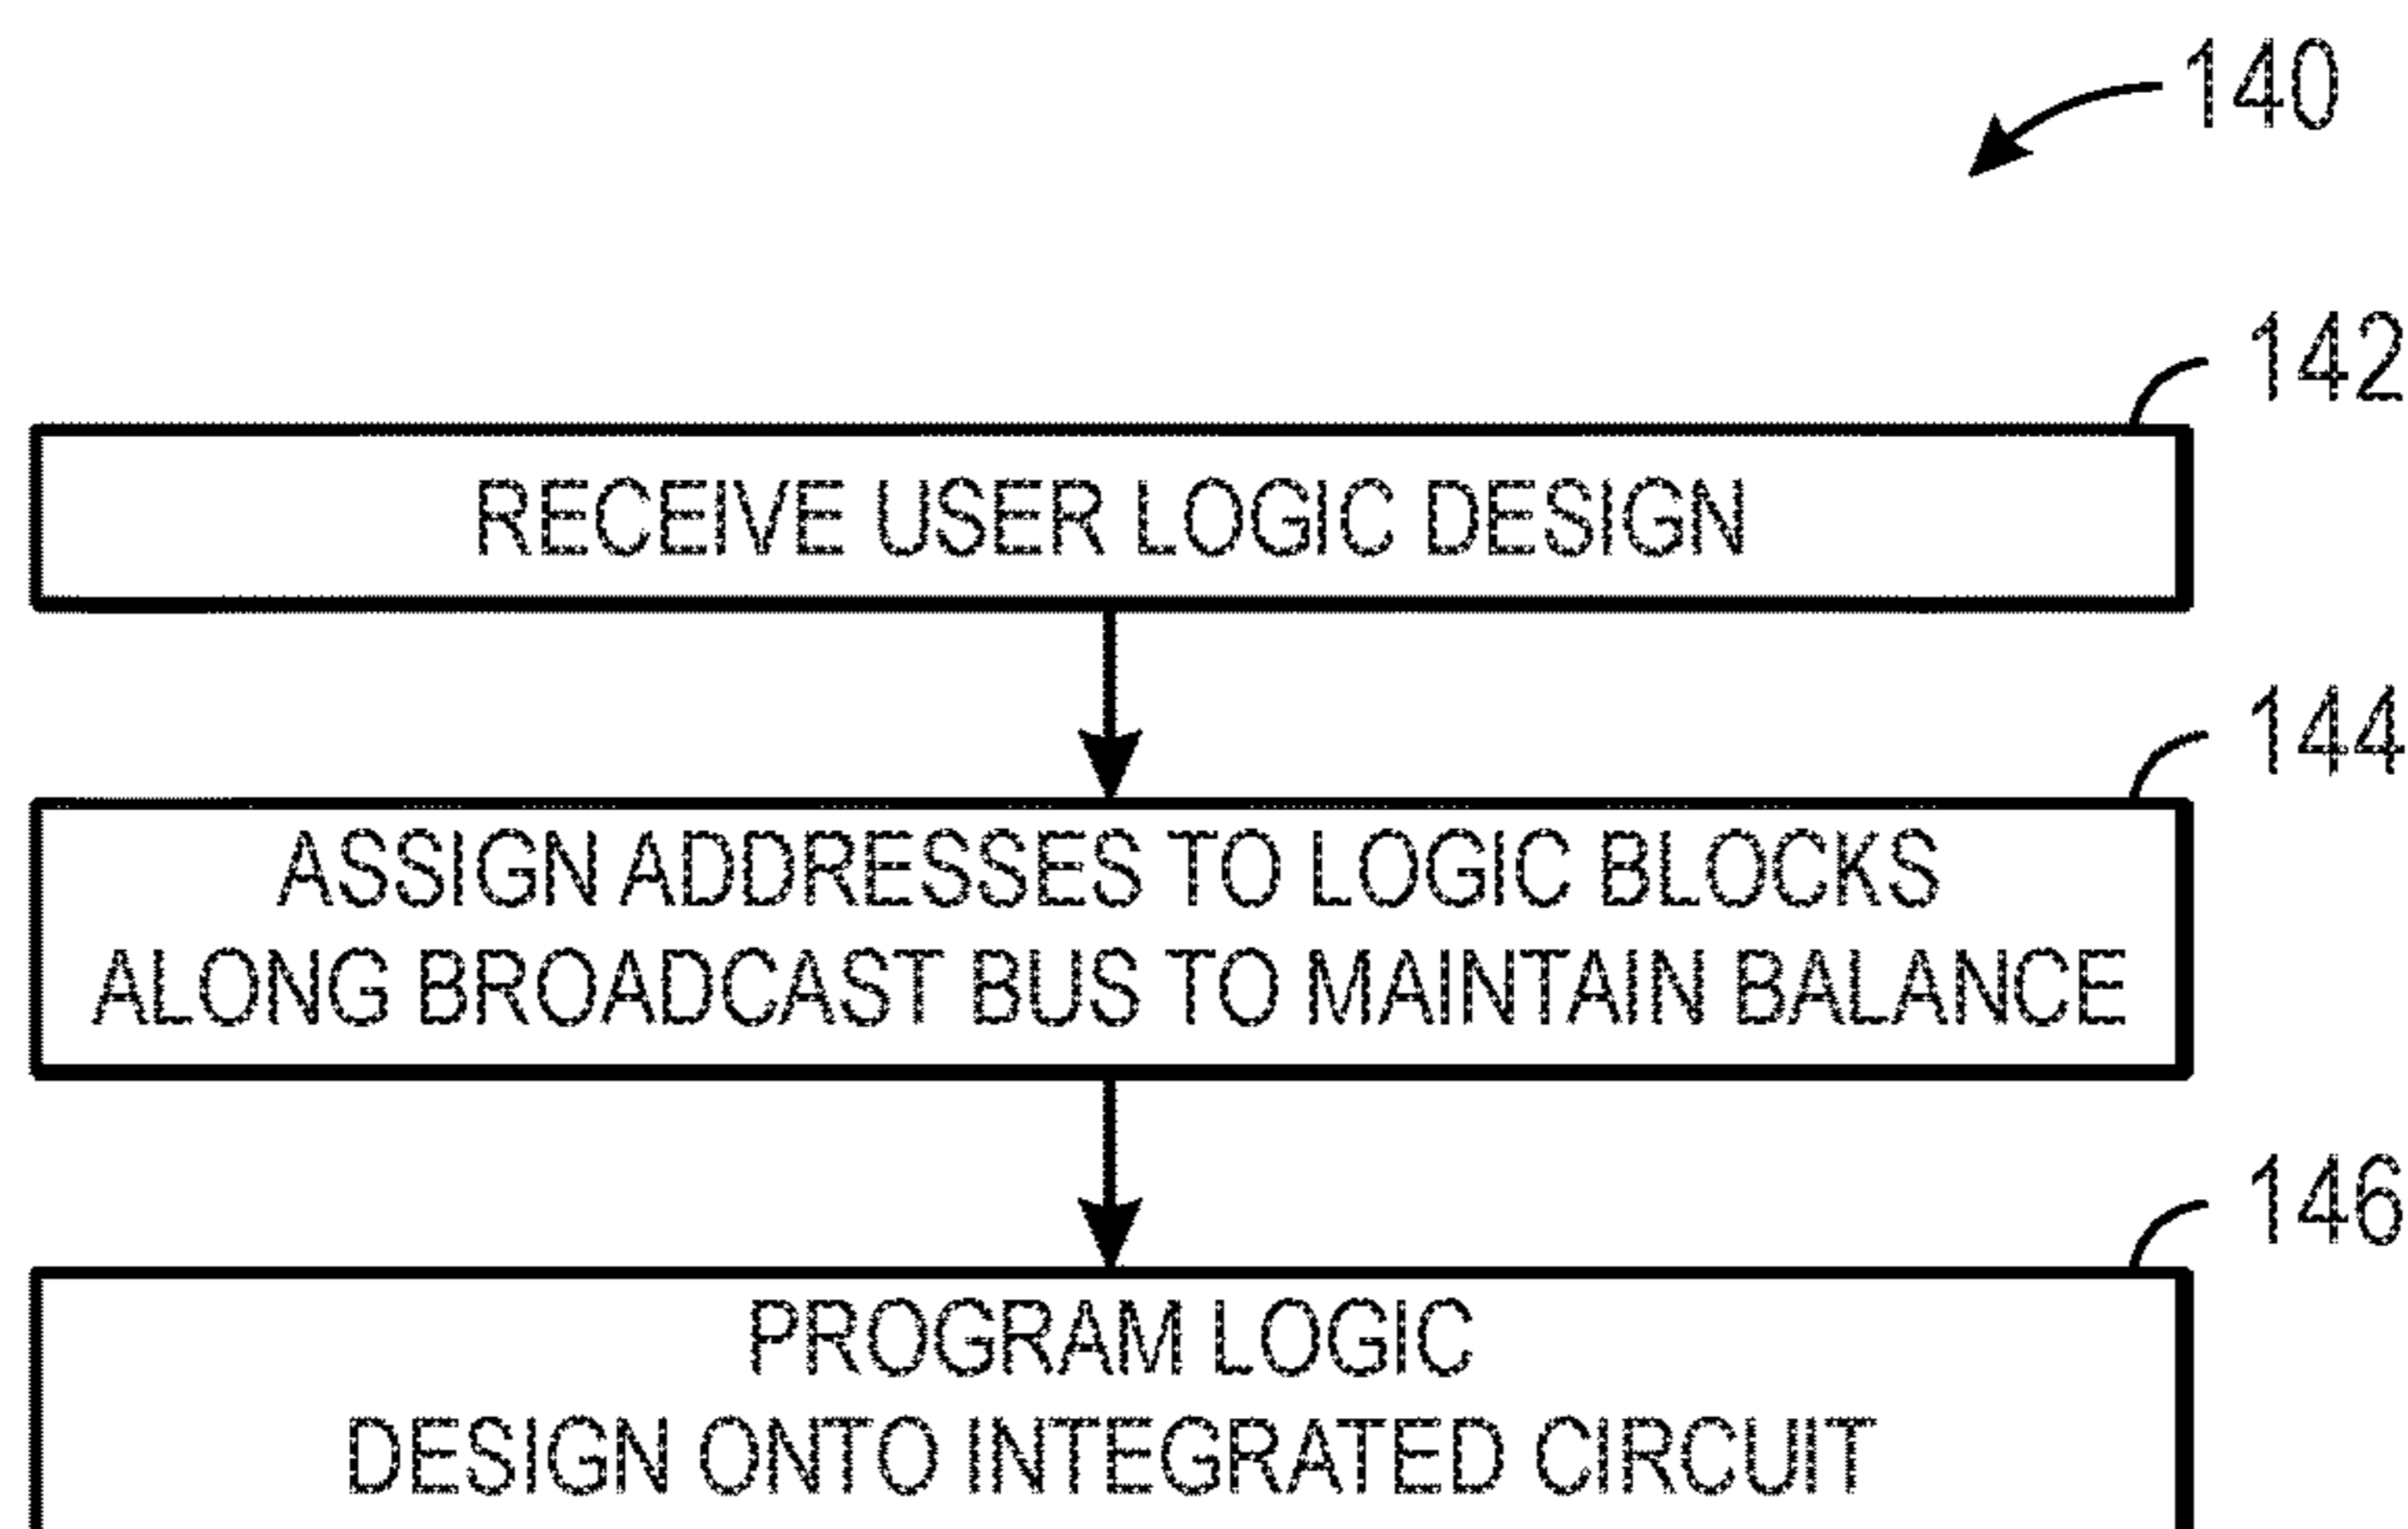 140
142
RECEIVE USER LOGIC DESIGN
144
ASSIGN ADDRESSES TO LOGIC BLOCKS
ALONG BROADCAST BUS TO MAINTAIN BALANCE
146
PROGRAM LOGIC
DESIGN ONTO INTEGRATED CIRCUIT